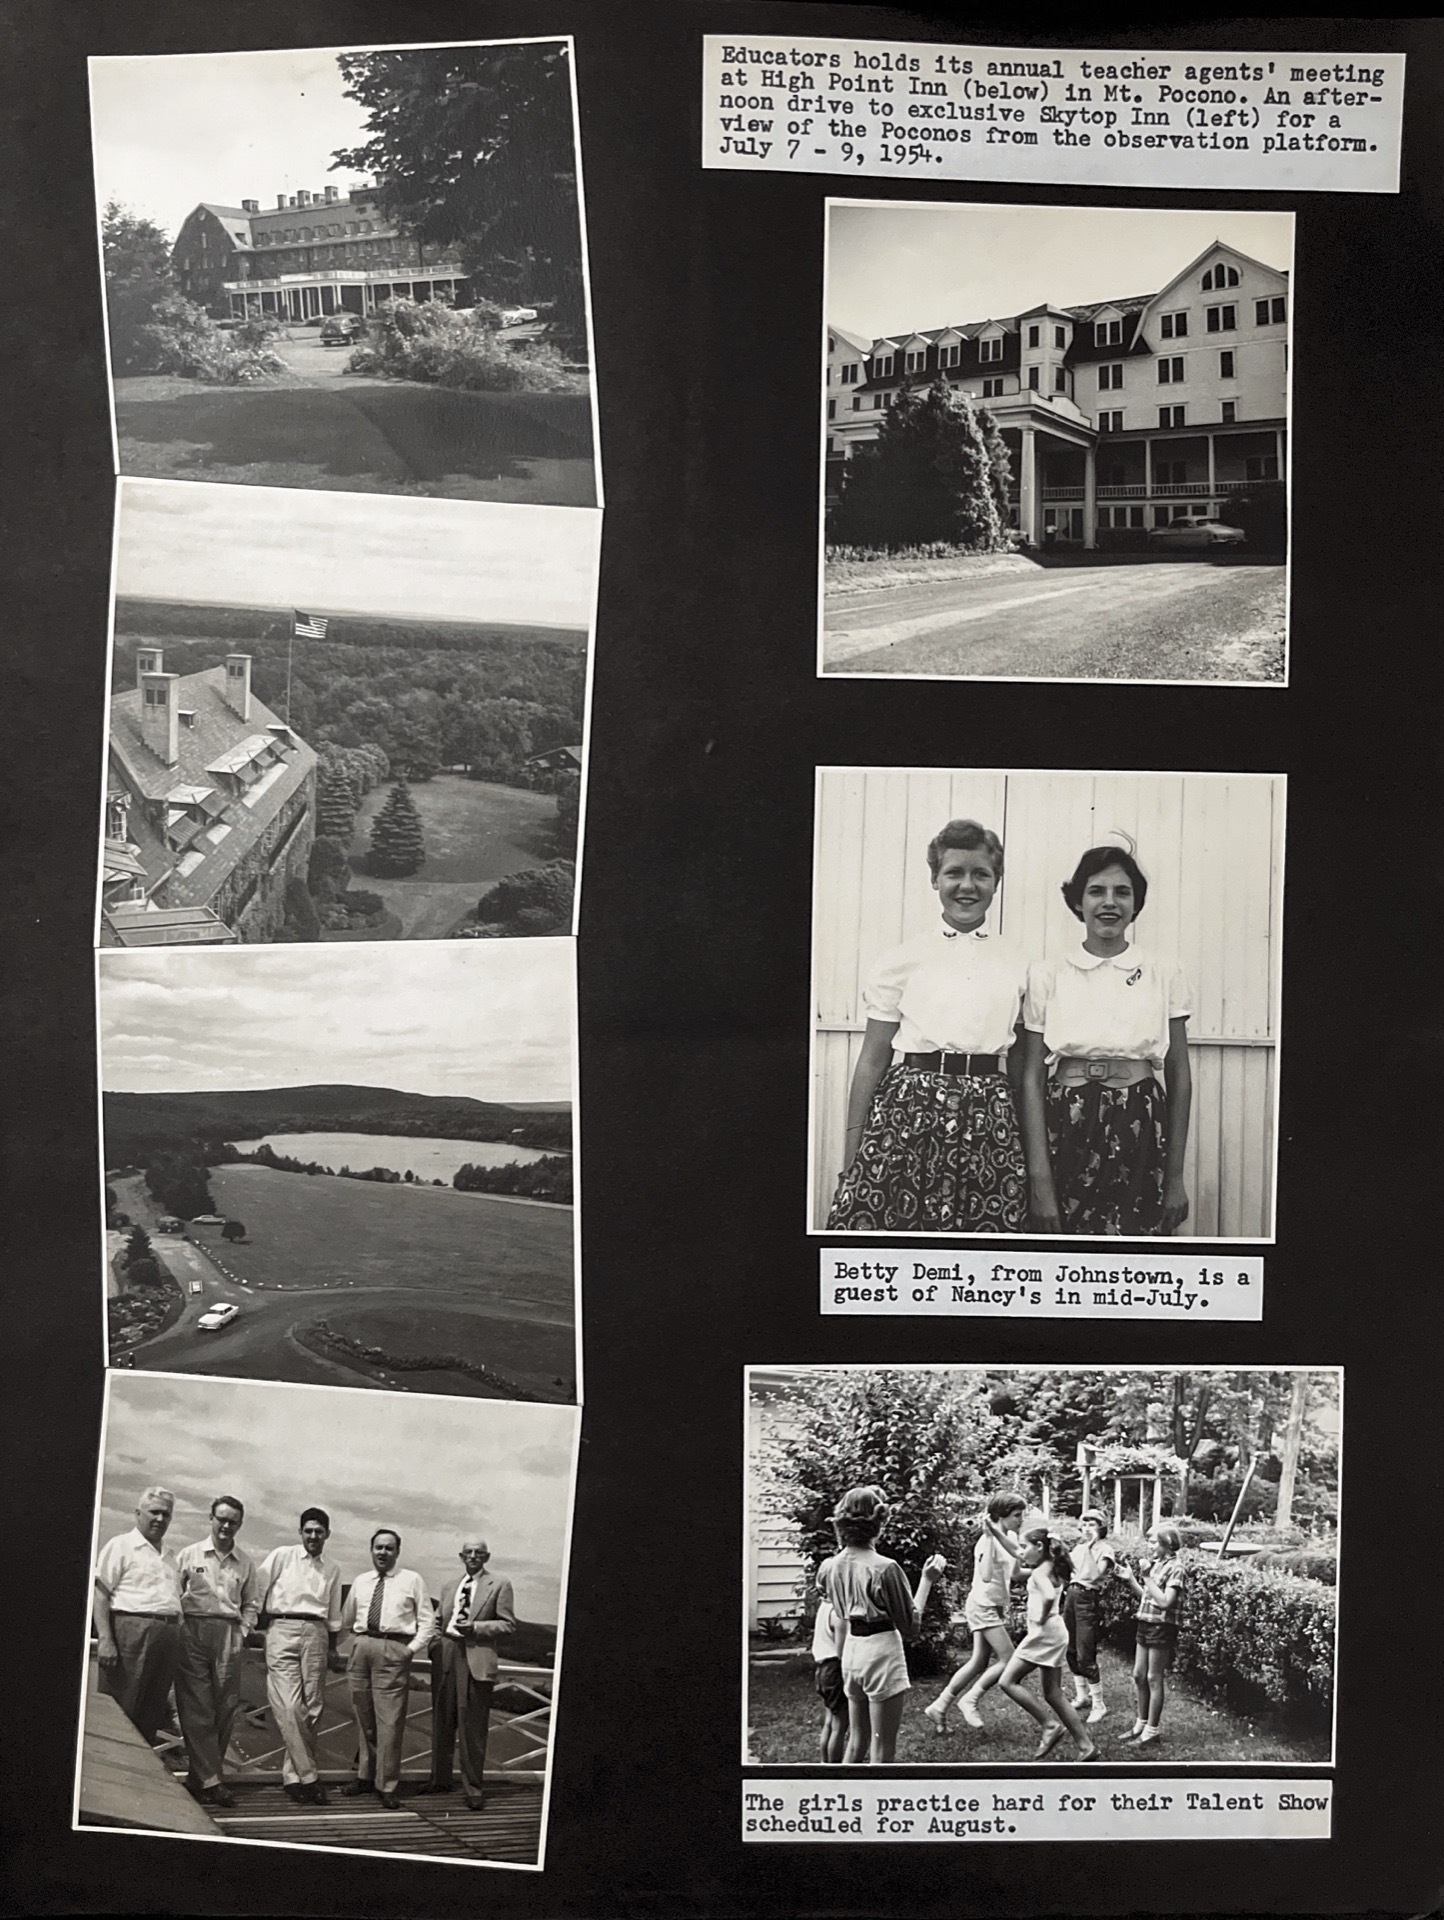 Educators holds its annual teacher agents' meeting
at High Point Inn (below) in Mt. Pocono. An after-
noon drive to exclusive Skytop Inn (left) for a
view of the Poconos from the observation platform.
July 7 - 9, 1954.
Betty Demi, from Johnstown, is a
guest of Nancy's in mid-July.
The girls practice hard for their Talent Show
scheduled for August.